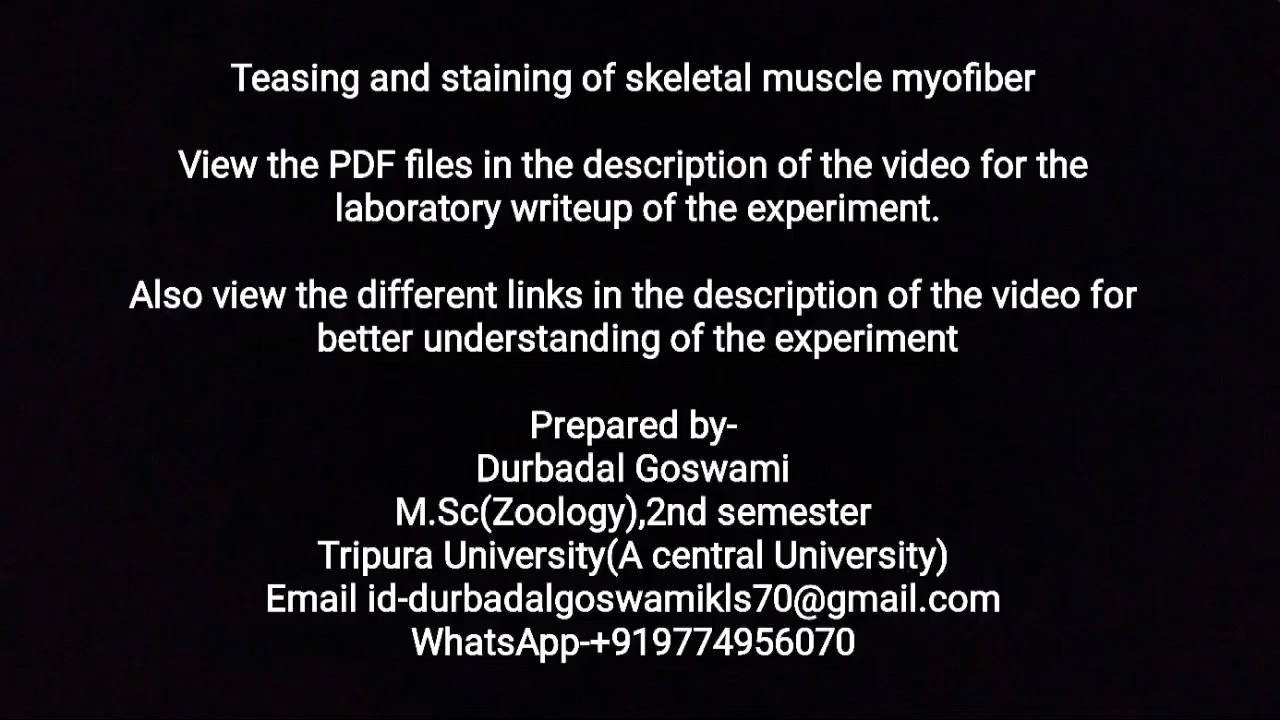 Teasing and staining of skeletal muscle myofiber
View the PDF files in the description of the video for the
laboratory writeup of the experiment.
Also view the different links in the description of the video for
better understanding of the experiment
Prepared by-
Durbadal Goswami
M.Sc(Zoology),2nd semester
Tripura University(A central University)
Email id-durbadalgoswamikls70@gmail.com
WhatsApp-+919774956070